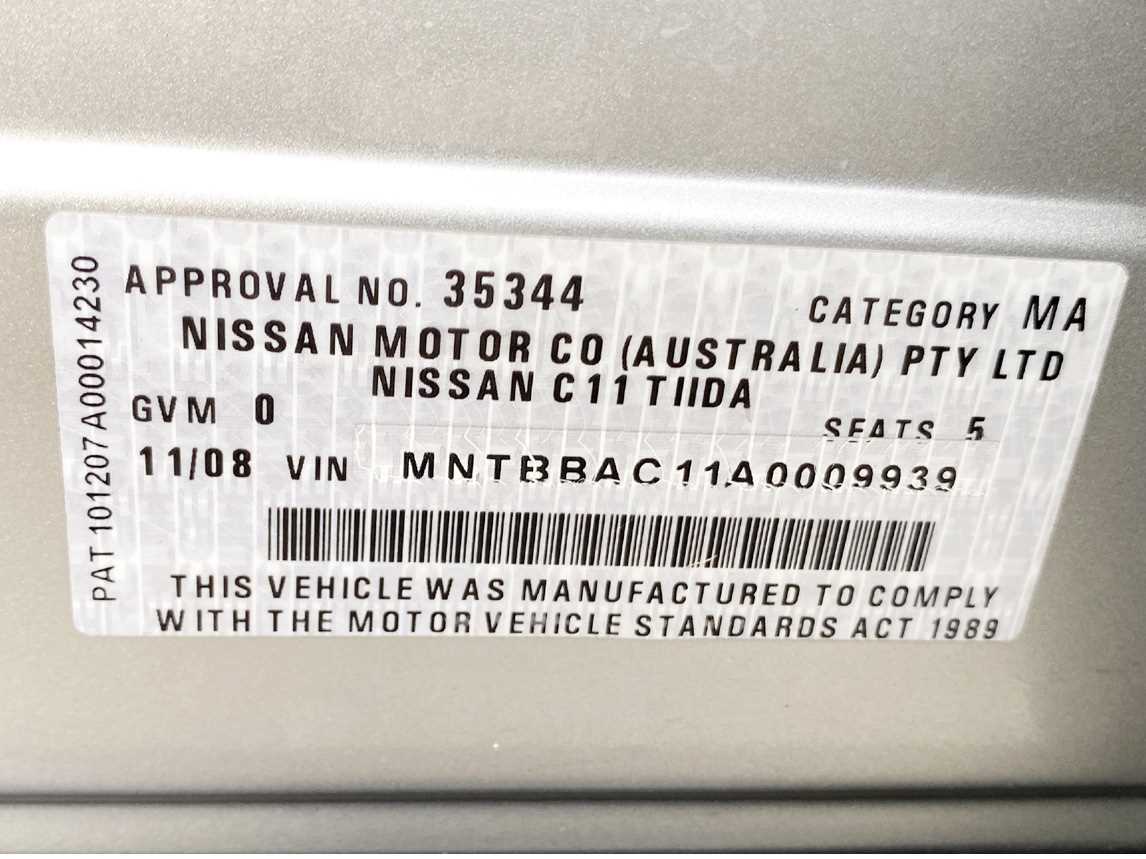 PAT 101207A00014230
APPROVAL NO. 35344 CATEGORY MA
NISSAN MOTOR CO (AUSTRALIA) PTY LTD
NISSAN C11 TIIDA
GVM 0 SEATS 5
11/08 VIN MNTBBAC11A0009939
THIS VEHICLE WAS MANUFACTURED TO COMPLY
WITH THE MOTOR VEHICLE STANDARDS ACT 1989